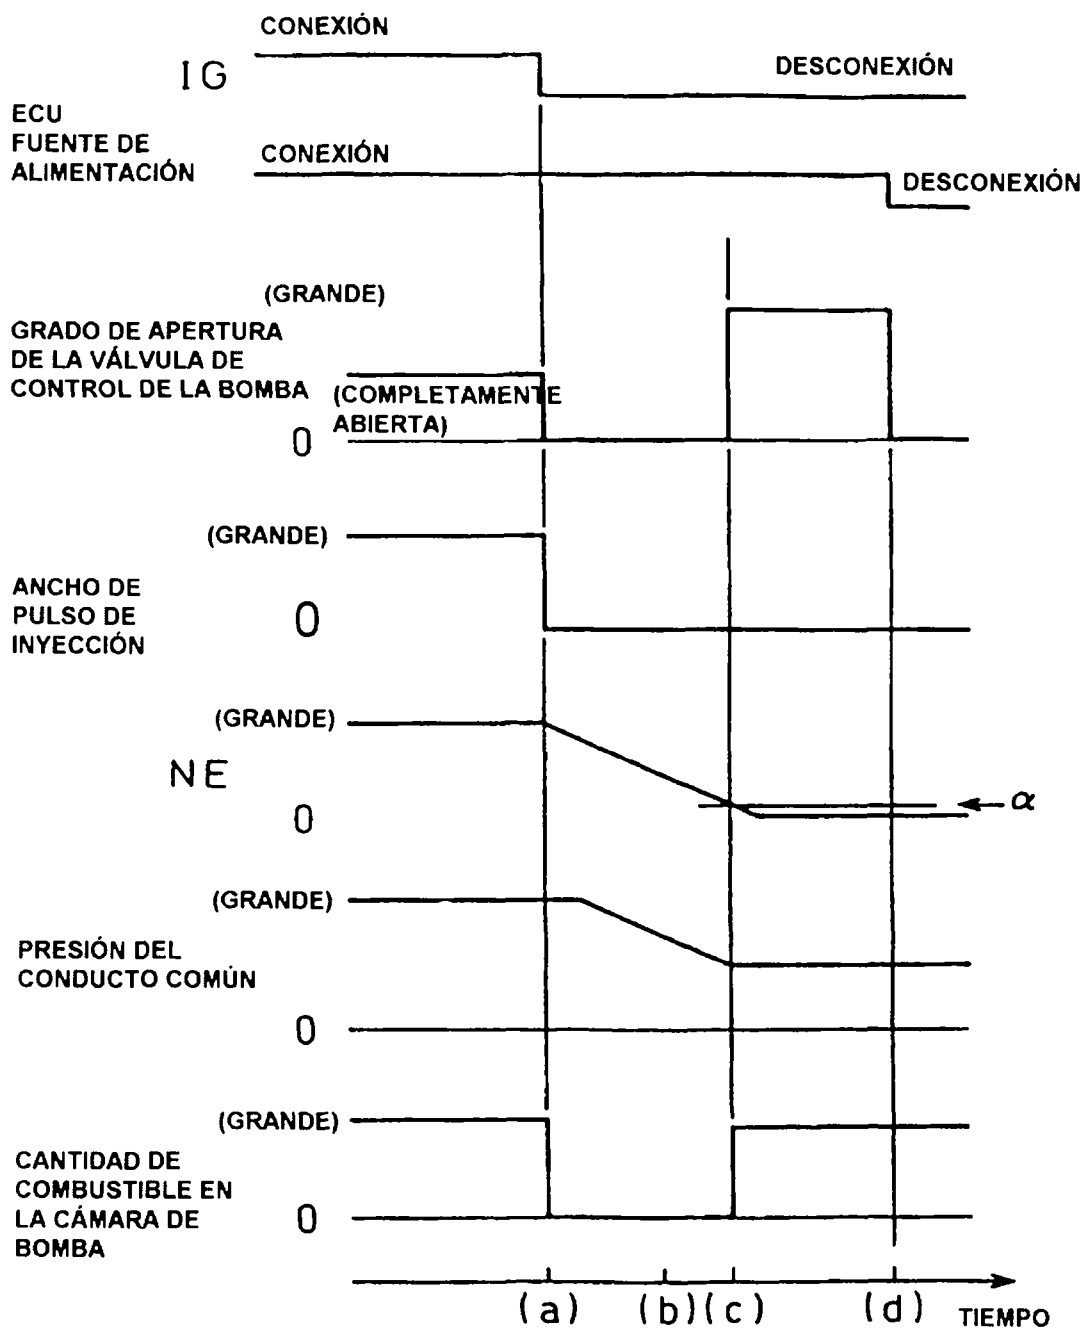 CONEXIÓN
IG
DESCONEXIÓN
ECU
FUENTE DE
ALIMENTACIÓN
CONEXIÓN
DESCONEXIÓN
(GRANDE)
GRADO DE APERTURA
DE LA VÁLVULA DE
CONTROL DE LA BOMBA
(COMPLETAMENTE
ABIERTA)
0
(GRANDE)
ANCHO DE
PULSO DE
INYECCIÓN
0
(GRANDE)
NE
0
α
(GRANDE)
PRESIÓN DEL
CONDUCTO COMÚN
0
(GRANDE)
CANTIDAD DE
COMBUSTIBLE EN
LA CÁMARA DE
BOMBA
0
(a) (b) (c) (d) TIEMPO